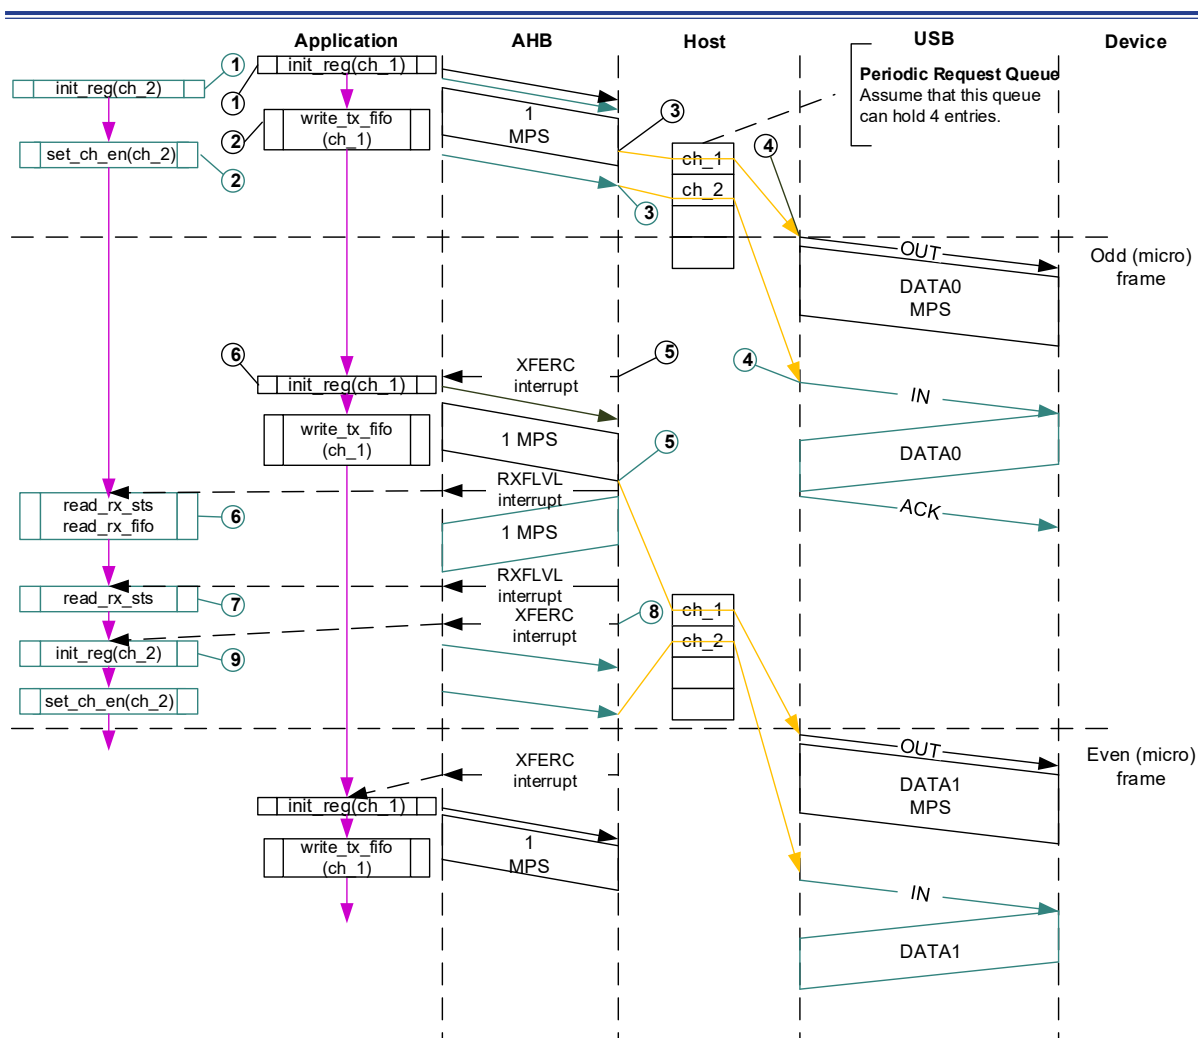 Application
AHB
Host
USB
Device
init_reg(ch_2)
1
init_reg(ch_1)
1
Periodic Request Queue
Assume that this queue
can hold 4 entries.
set_ch_en(ch_2)
2
2
write_tx_fifo
(ch_1)
1
MPS
3
3
ch_1
ch_2
4
OUT
DATA0
MPS
Odd (micro)
frame
6
init_reg(ch_1)
XFERC
interrupt
5
4
IN
write_tx_fifo
(ch_1)
1 MPS
5
DATA0
read_rx_sts
read_rx_fifo
6
RXFLVL
interrupt
1 MPS
ACK
read_rx_sts
7
RXFLVL
interrupt
XFERC
interrupt
8
ch_1
ch_2
init_reg(ch_2)
9
set_ch_en(ch_2)
OUT
DATA1
MPS
Even (micro)
frame
XFERC
interrupt
init_reg(ch_1)
write_tx_fifo
(ch_1)
1
MPS
IN
DATA1